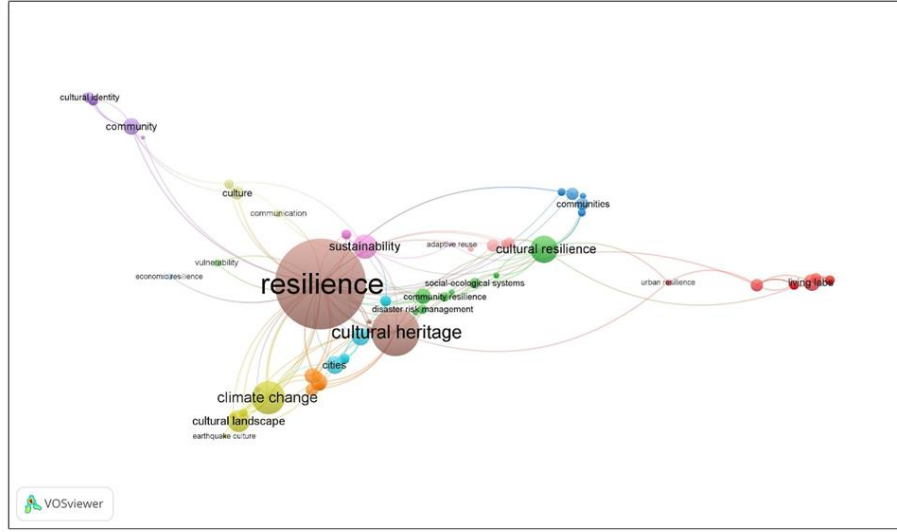 cultural identity
community
culture
communication
sustainability
adaptive reuse
communities
cultural resilience
vulnerability
economic resilience
resilience
social-ecological systems
urban resilience
living labs
community resilience
disaster risk management
cultural heritage
cities
climate change
cultural landscape
earthquake culture
VOSviewer